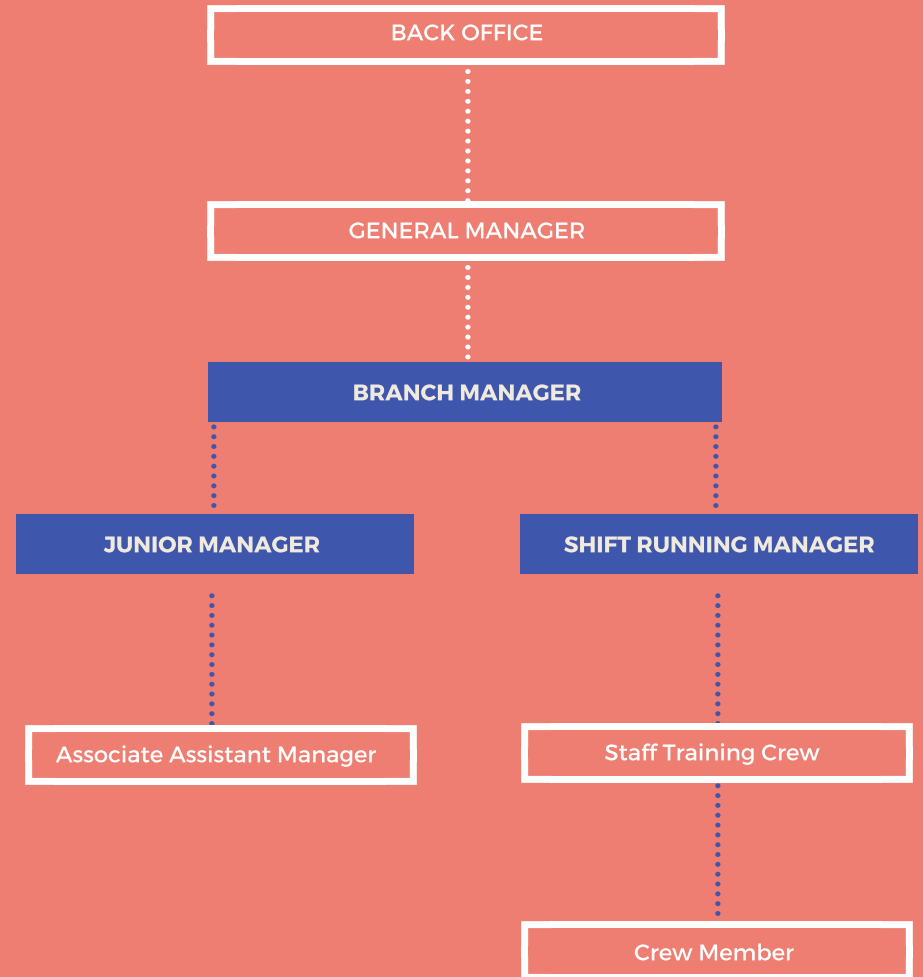 BACK OFFICE
GENERAL MANAGER
BRANCH MANAGER
JUNIOR MANAGER
SHIFT RUNNING MANAGER
Associate Assistant Manager
Staff Training Crew
Crew Member